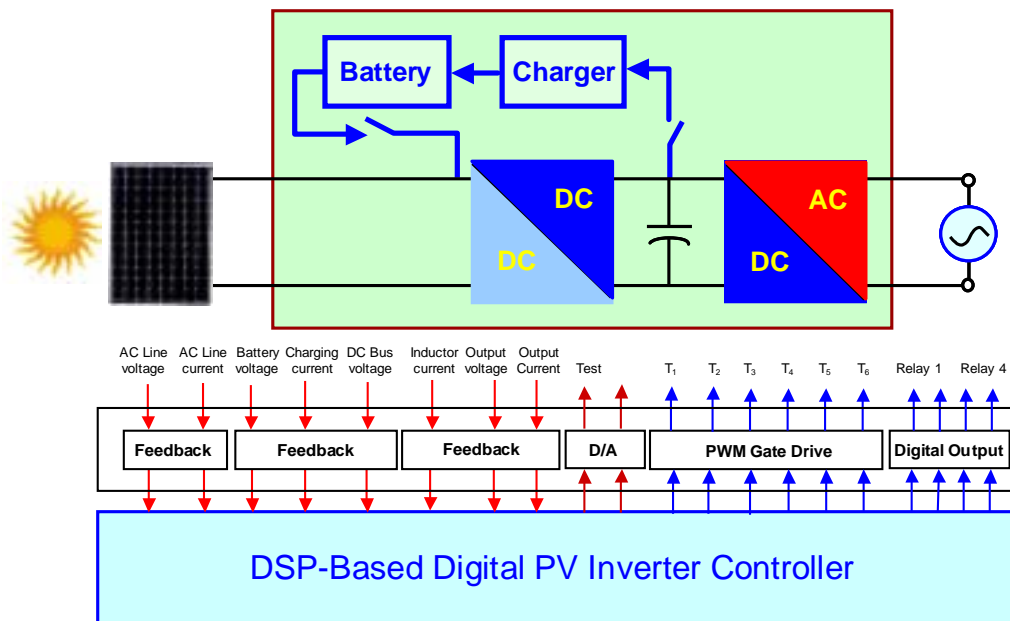 Battery
Charger
DC
DC
AC
DC
AC Line voltage
AC Line current
Battery voltage
Charging current
DC Bus voltage
Inductor current
Output voltage
Output Current
Test
T₁
T₂
T₃
T₄
T₅
T₆
Relay 1
Relay 4
Feedback
Feedback
Feedback
D/A
PWM Gate Drive
Digital Output
DSP-Based Digital PV Inverter Controller